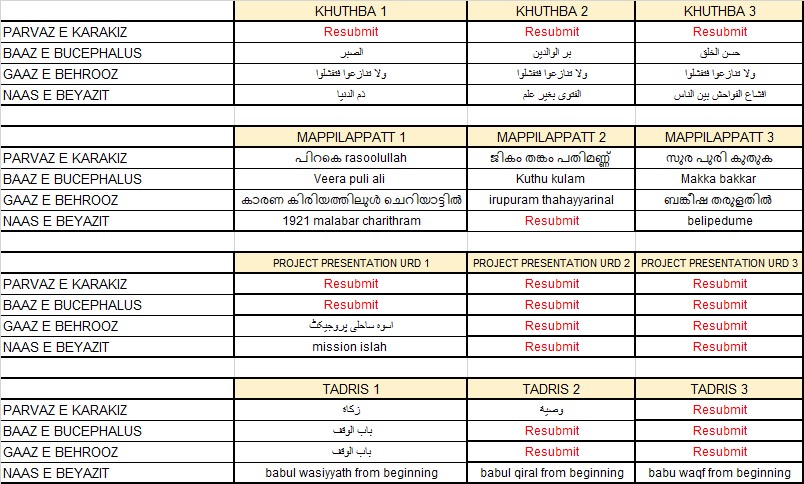 KHUTHBA 1 KHUTHBA 2 KHUTHBA 3
PARVAZ E KARAKIZ Resubmit Resubmit Resubmit
BAAZ E BUCEPHALUS الصبر بر الوالدين حسن الخلق
GAAZ E BEHROOZ ولا تنازعوا فتفشلوا ولا تنازعوا فتفشلوا ولا تنازعوا فتفشلوا
NAAS E BEYAZIT ذم الدنيا الفتوى بغير علم افشاع الفواحش بين الناس
MAPPILAPPATT 1 MAPPILAPPATT 2 MAPPILAPPATT 3
PARVAZ E KARAKIZ പിറകെ rasoolullah ജികം തങ്കം പതിമണ്ണ് സുര പുരി കുതുക
BAAZ E BUCEPHALUS Veera puli ali Kuthu kulam Makka bakkar
GAAZ E BEHROOZ കാരണ കിരിയത്തിലുൾ ചെറിയാട്ടിൽ irupuram thahayyarinal ബങ്കീഷ തരുളതിൽ
NAAS E BEYAZIT 1921 malabar charithram Resubmit belipedume
PROJECT PRESENTATION URD 1 PROJECT PRESENTATION URD 2 PROJECT PRESENTATION URD 3
PARVAZ E KARAKIZ Resubmit Resubmit Resubmit
BAAZ E BUCEPHALUS Resubmit Resubmit Resubmit
GAAZ E BEHROOZ اسوه ساحلی پروجیکٹ Resubmit Resubmit
NAAS E BEYAZIT mission islah Resubmit Resubmit
TADRIS 1 TADRIS 2 TADRIS 3
PARVAZ E KARAKIZ زكاة وصية Resubmit
BAAZ E BUCEPHALUS باب الوقف Resubmit Resubmit
GAAZ E BEHROOZ باب الوقف Resubmit Resubmit
NAAS E BEYAZIT babul wasiyyath from beginning babul qiral from beginning babu waqf from beginning